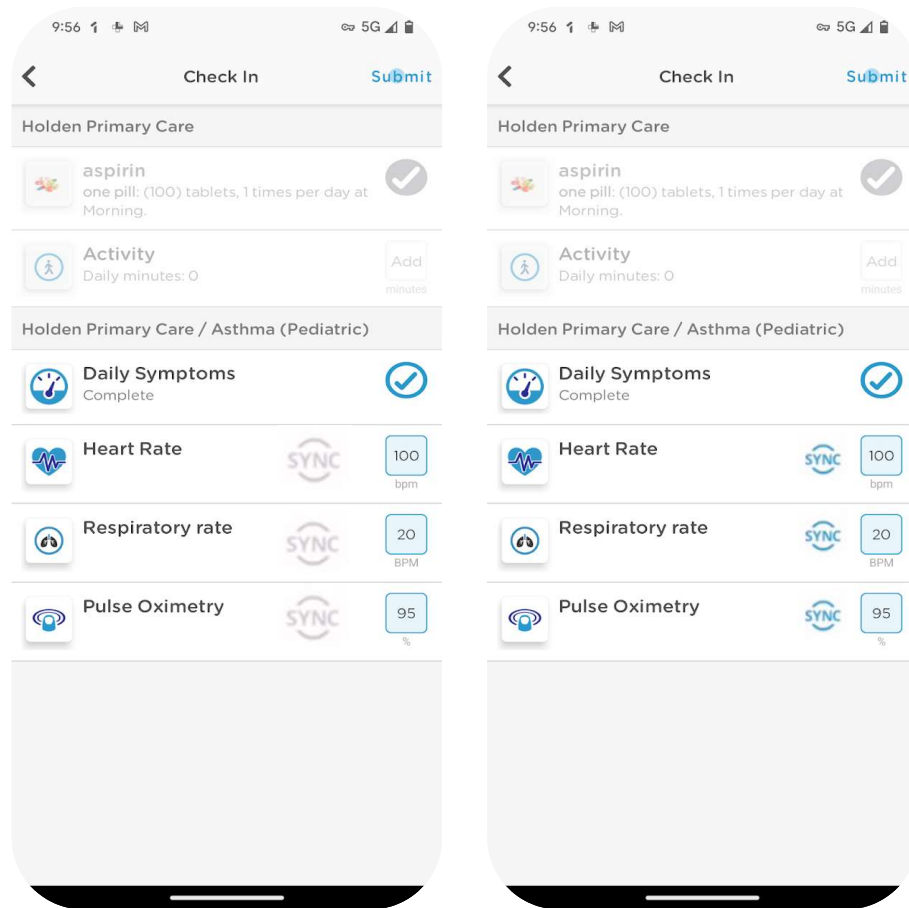 9:56 5G
Check In Submit
Holden Primary Care
aspirin
one pill: (100) tablets, 1 times per day at
Morning.
Activity
Daily minutes: 0
Add
minutes
Holden Primary Care / Asthma (Pediatric)
Daily Symptoms
Complete
Heart Rate
SYNC
100
bpm
Respiratory rate
SYNC
20
BPM
Pulse Oximetry
SYNC
95
%
9:56 5G
Check In Submit
Holden Primary Care
aspirin
one pill: (100) tablets, 1 times per day at
Morning.
Activity
Daily minutes: 0
Add
minutes
Holden Primary Care / Asthma (Pediatric)
Daily Symptoms
Complete
Heart Rate
SYNC
100
bpm
Respiratory rate
SYNC
20
BPM
Pulse Oximetry
SYNC
95
%